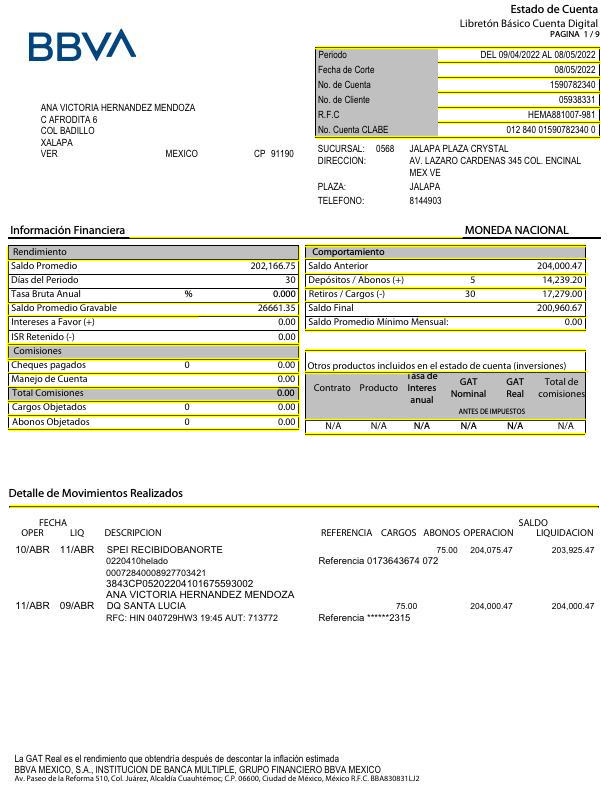 Estado de Cuenta
Libretón Básico Cuenta Digital
PAGINA 1 / 9
BBVA
Periodo DEL 09/04/2022 AL 08/05/2022
Fecha de Corte 08/05/2022
No. de Cuenta 1590782340
No. de Cliente 05938331
R.F.C HEMA881007-981
No. Cuenta CLABE 012 840 01590782340 0
ANA VICTORIA HERNANDEZ MENDOZA
C AFRODITA 6
COL BADILLO
XALAPA
VER MEXICO CP 91190
SUCURSAL: 0568 JALAPA PLAZA CRYSTAL
DIRECCION: AV. LAZARO CARDENAS 345 COL. ENCINAL
MEX VE
PLAZA: JALAPA
TELEFONO: 8144903
Información Financiera MONEDA NACIONAL
Rendimiento
Saldo Promedio 202,166.75
Días del Periodo 30
Tasa Bruta Anual % 0.000
Saldo Promedio Gravable 26661.35
Intereses a Favor (+) 0.00
ISR Retenido (-) 0.00
Comisiones
Cheques pagados 0 0.00
Manejo de Cuenta 0.00
Total Comisiones 0.00
Cargos Objetados 0 0.00
Abonos Objetados 0 0.00
Comportamiento
Saldo Anterior 204,000.47
Depósitos / Abonos (+) 5 14,239.20
Retiros / Cargos (-) 30 17,279.00
Saldo Final 200,960.67
Saldo Promedio Mínimo Mensual: 0.00
Otros productos incluidos en el estado de cuenta (inversiones)
Contrato Producto Tasa de Interes anual GAT Nominal GAT Real Total de comisiones
ANTES DE IMPUESTOS
N/A N/A N/A N/A N/A N/A
Detalle de Movimientos Realizados
FECHA SALDO
OPER LIQ DESCRIPCION REFERENCIA CARGOS ABONOS OPERACION LIQUIDACION
10/ABR 11/ABR SPEI RECIBIDOBANORTE 75.00 204,075.47 203,925.47
0220410helado Referencia 0173643674 072
00072840008927703421
3843CP05202204101675593002
ANA VICTORIA HERNANDEZ MENDOZA
11/ABR 09/ABR DQ SANTA LUCIA 75.00 204,000.47 204,000.47
RFC: HIN 040729HW3 19:45 AUT: 713772 Referencia ******2315
La GAT Real es el rendimiento que obtendría después de descontar la inflación estimada
BBVA MEXICO, S.A., INSTITUCION DE BANCA MULTIPLE, GRUPO FINANCIERO BBVA MEXICO
Av. Paseo de la Reforma 510, Col. Juárez, Alcaldía Cuauhtémoc; C.P. 06600, Ciudad de México, México R.F.C. BBA830831LJ2